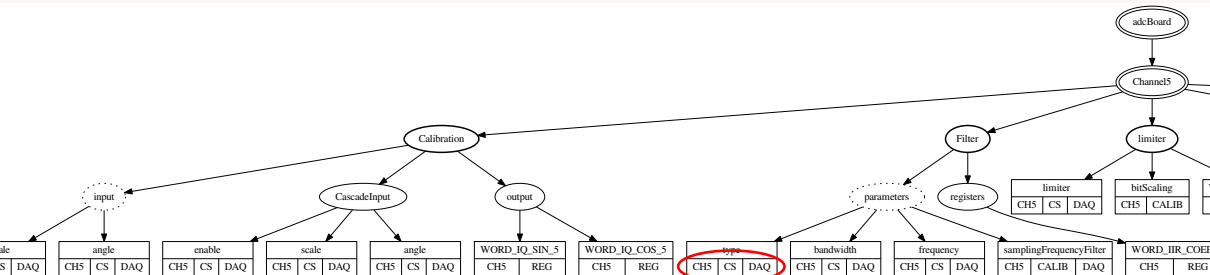 adcBoard
Channel5
Calibration
Filter
limiter
input
CascadeInput
output
parameters
registers
limiter
CH5 CS DAQ
bitScaling
CH5 CALIB
angle
CH5 CS DAQ
enable
CH5 CS DAQ
scale
CH5 CS DAQ
angle
CH5 CS DAQ
WORD_IQ_SIN_5
CH5 REG
WORD_IQ_COS_5
CH5 REG
type
CH5 CS DAQ
bandwidth
CH5 CS DAQ
frequency
CH5 CS DAQ
samplingFrequencyFilter
CH5 CALIB DAQ
WORD_IIR_COEF
CH5 REG
ale
CS DAQ